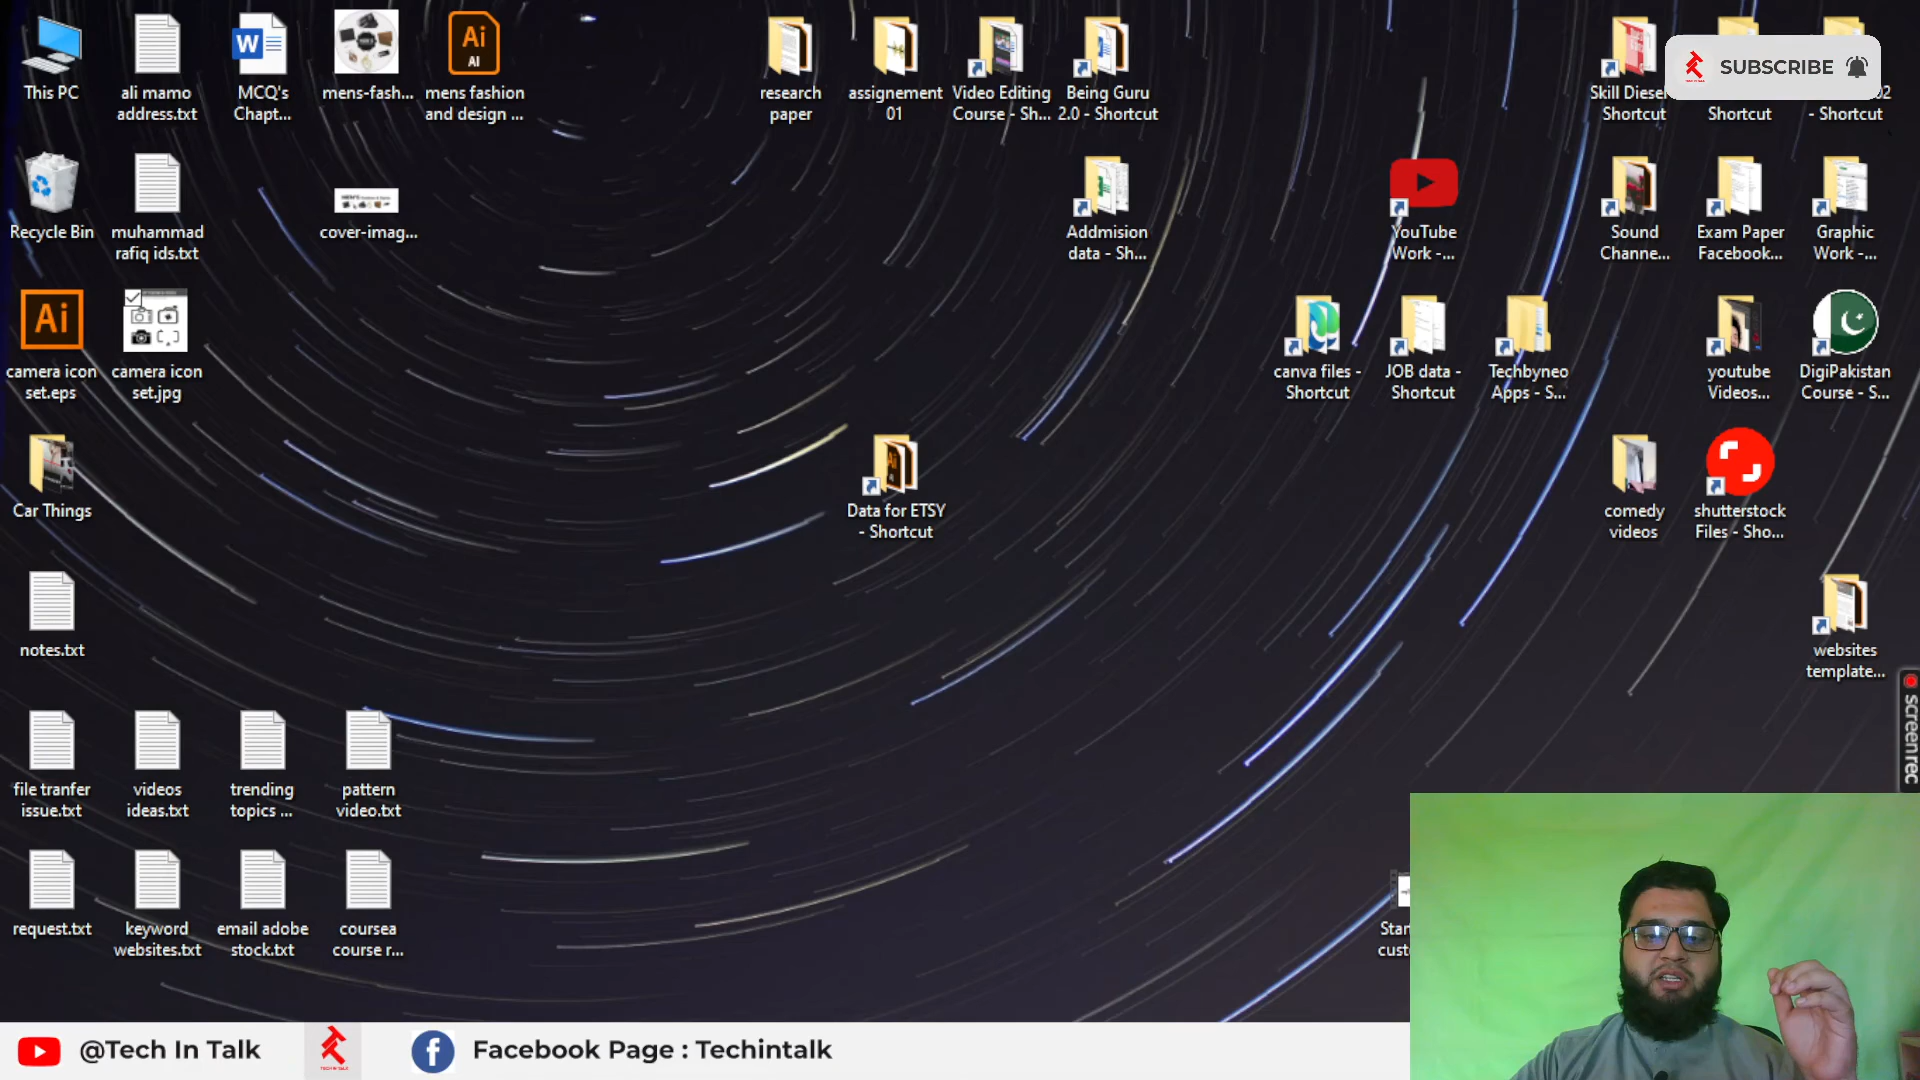 This PC
ali mamo
address.txt
MCQ's
Chapt...
mens-fash...
mens fashion
and design ...
research
paper
assignement
01
Video Editing
Course - Sh...
Being Guru
2.0 - Shortcut
Skill Diesel
Shortcut
Shortcut
- Shortcut
SUBSCRIBE
Recycle Bin
muhammad
rafiq ids.txt
cover-imag...
Addmision
data - Sh...
YouTube
Work -...
Sound
Channe...
Exam Paper
Facebook...
Graphic
Work -...
camera icon
set.eps
camera icon
set.jpg
canva files -
Shortcut
JOB data -
Shortcut
Techbyneo
Apps - S...
youtube
Videos...
DigiPakistan
Course - S...
Car Things
Data for ETSY
- Shortcut
comedy
videos
shutterstock
Files - Sho...
notes.txt
websites
template...
screenrec
file tranfer
issue.txt
videos
ideas.txt
trending
topics ...
pattern
video.txt
request.txt
keyword
websites.txt
email adobe
stock.txt
coursea
course r...
Ai
AI
Ai
W
@Tech In Talk
TECH IN TALK
Facebook Page : Techintalk